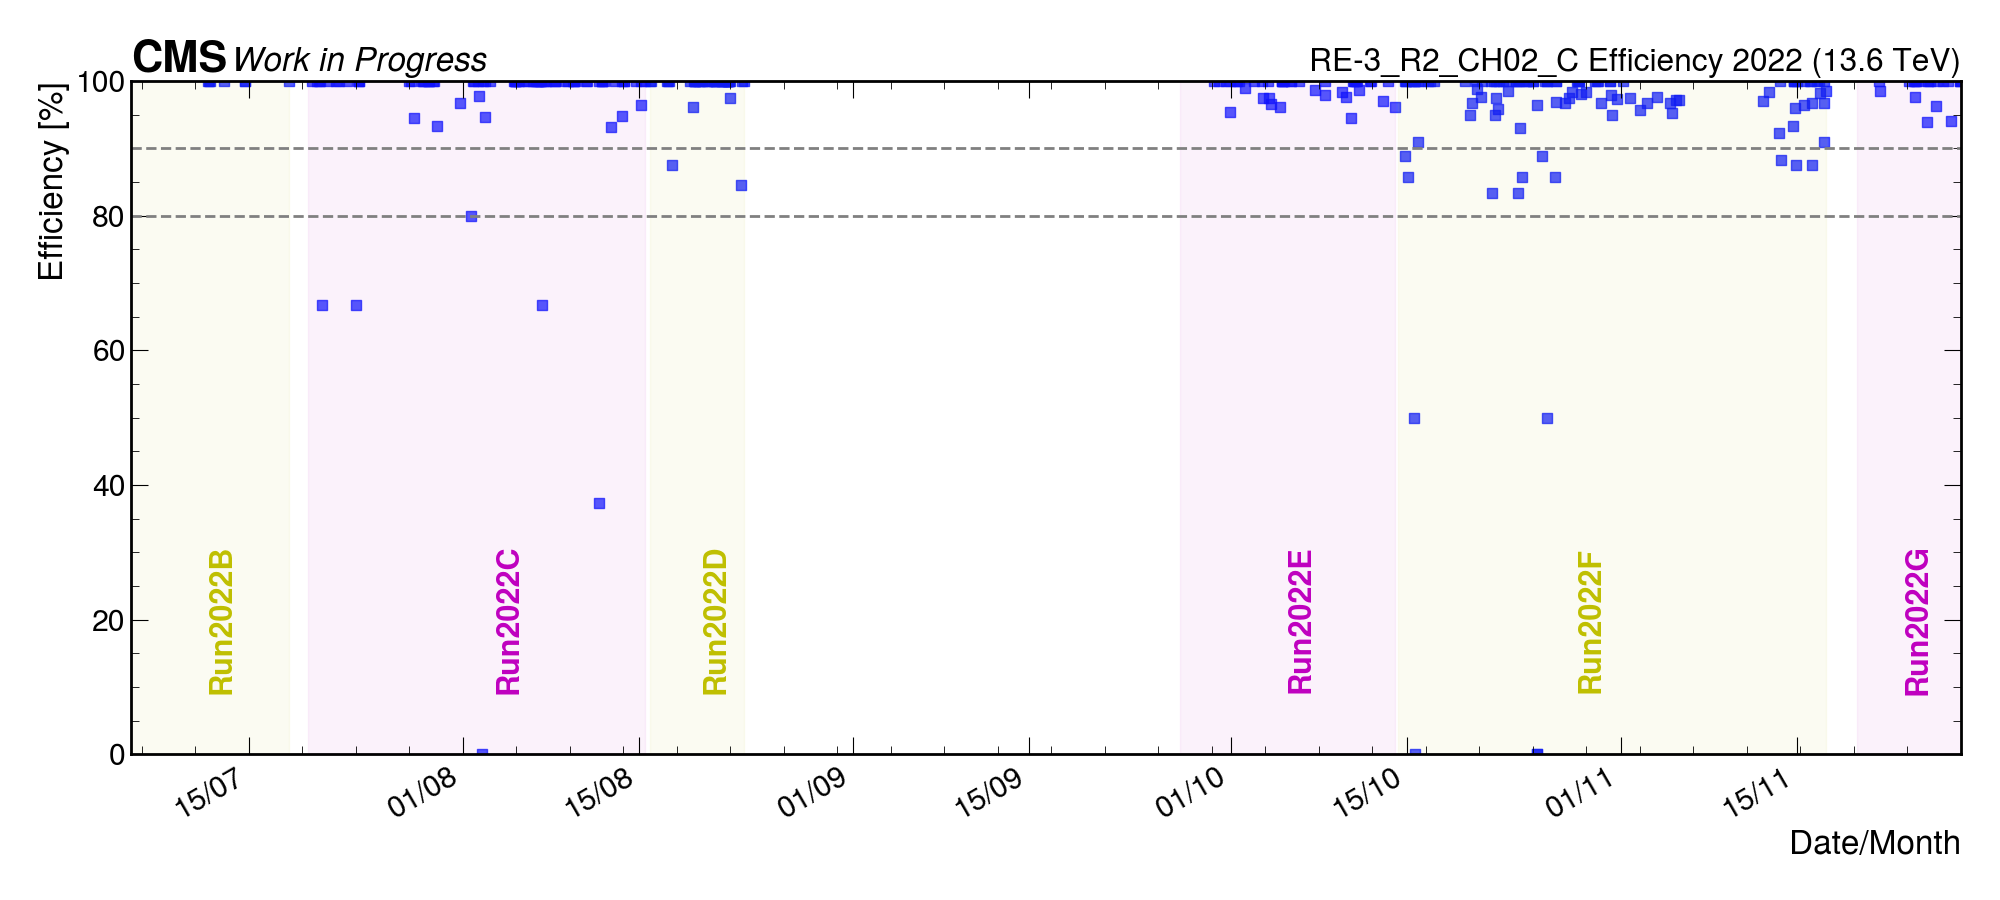 CMS Work in Progress
RE-3_R2_CH02_C Efficiency 2022 (13.6 TeV)
Efficiency [%]
100
80
60
40
20
0
Run2022B
Run2022C
Run2022D
Run2022E
Run2022F
Run2022G
15/07
01/08
15/08
01/09
15/09
01/10
15/10
01/11
15/11
Date/Month